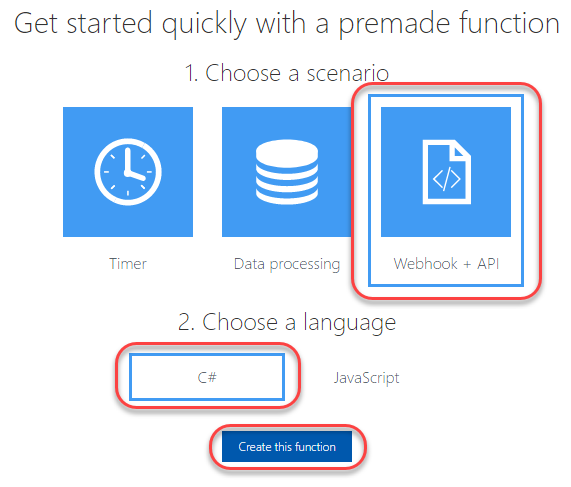 Get started quickly with a premade function
1. Choose a scenario
</>
Timer
Data processing
Webhook + API
2. Choose a language
C#
JavaScript
Create this function